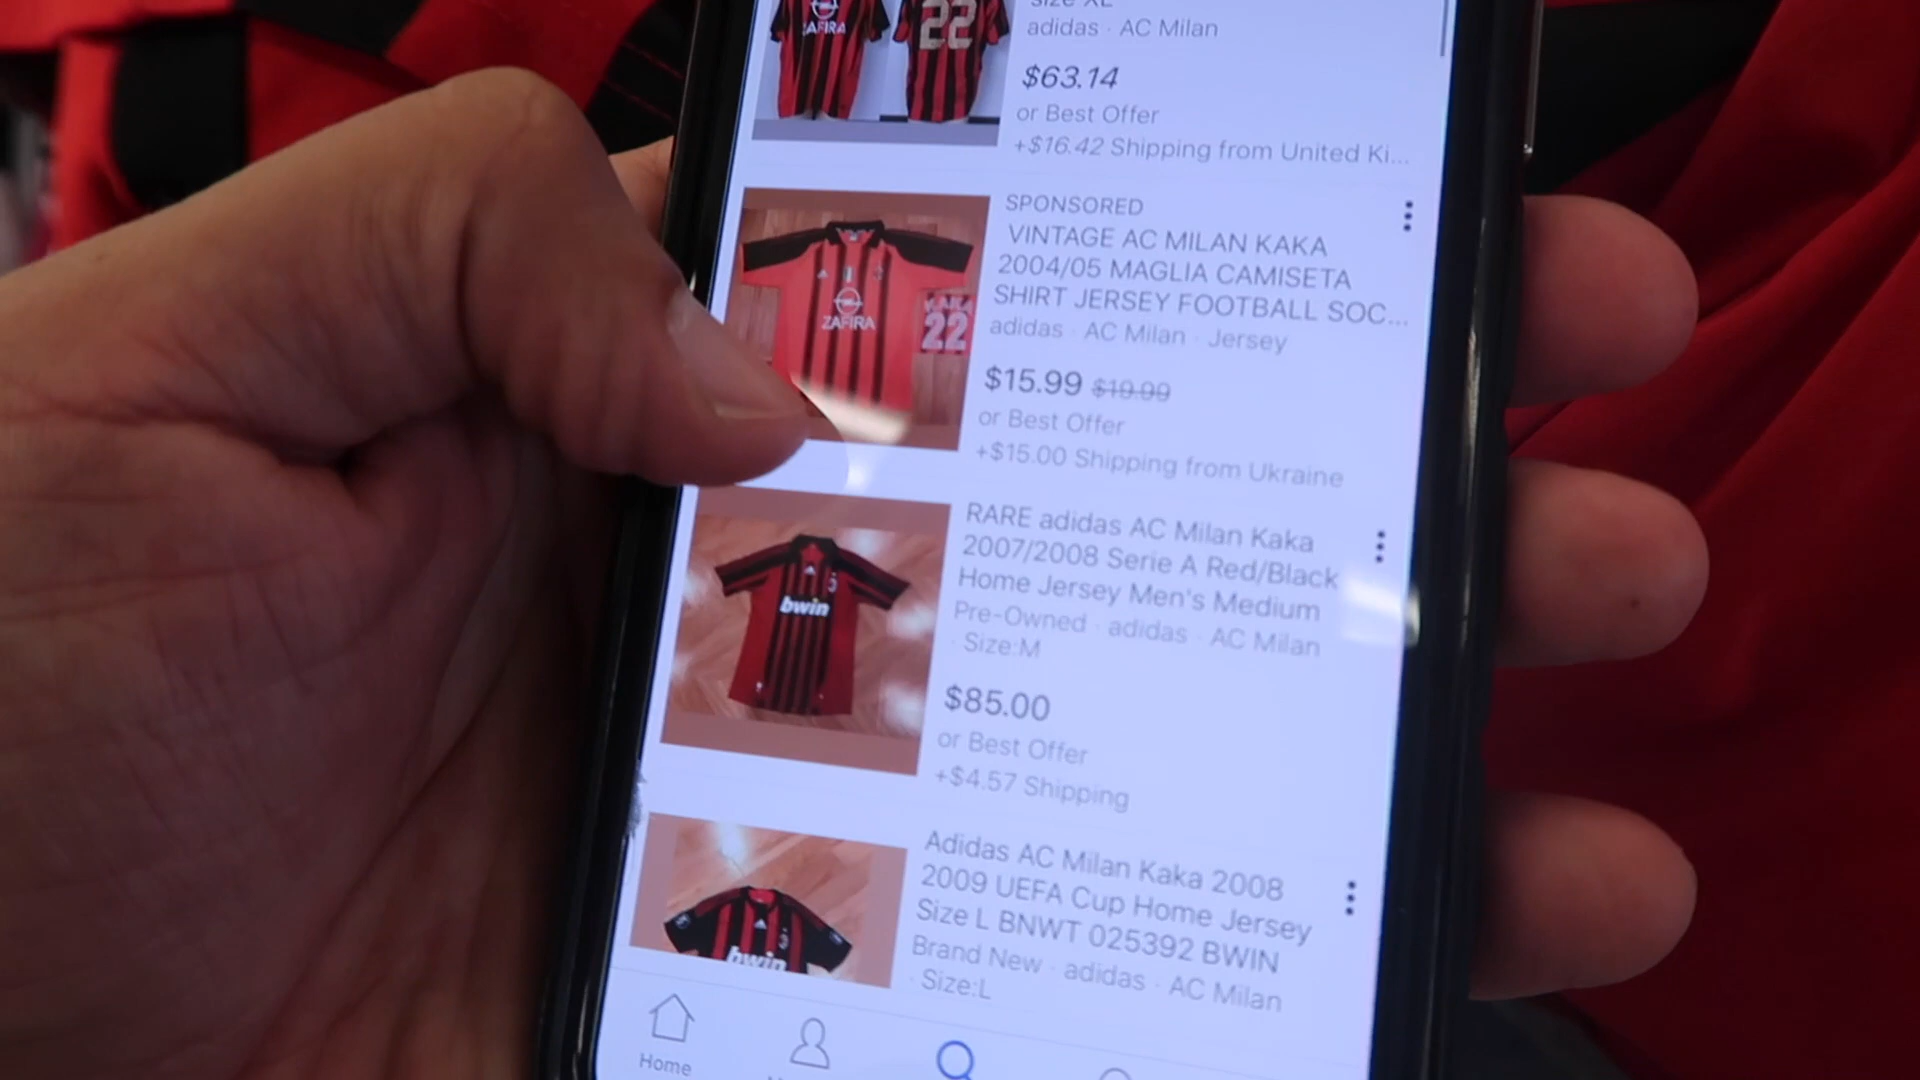 size XL
adidas · AC Milan
ZAFIRA
22
$63.14
or Best Offer
+$16.42 Shipping from United Ki...
SPONSORED
VINTAGE AC MILAN KAKA
2004/05 MAGLIA CAMISETA
SHIRT JERSEY FOOTBALL SOC...
adidas · AC Milan · Jersey
ZAFIRA
KAKA
22
$15.99 $19.99
or Best Offer
+$15.00 Shipping from Ukraine
RARE adidas AC Milan Kaka
2007/2008 Serie A Red/Black
Home Jersey Men's Medium
Pre-Owned · adidas · AC Milan
· Size:M
bwin
$85.00
or Best Offer
+$4.57 Shipping
Adidas AC Milan Kaka 2008
2009 UEFA Cup Home Jersey
Size L BNWT 025392 BWIN
Brand New · adidas · AC Milan
· Size:L
bwin
Home